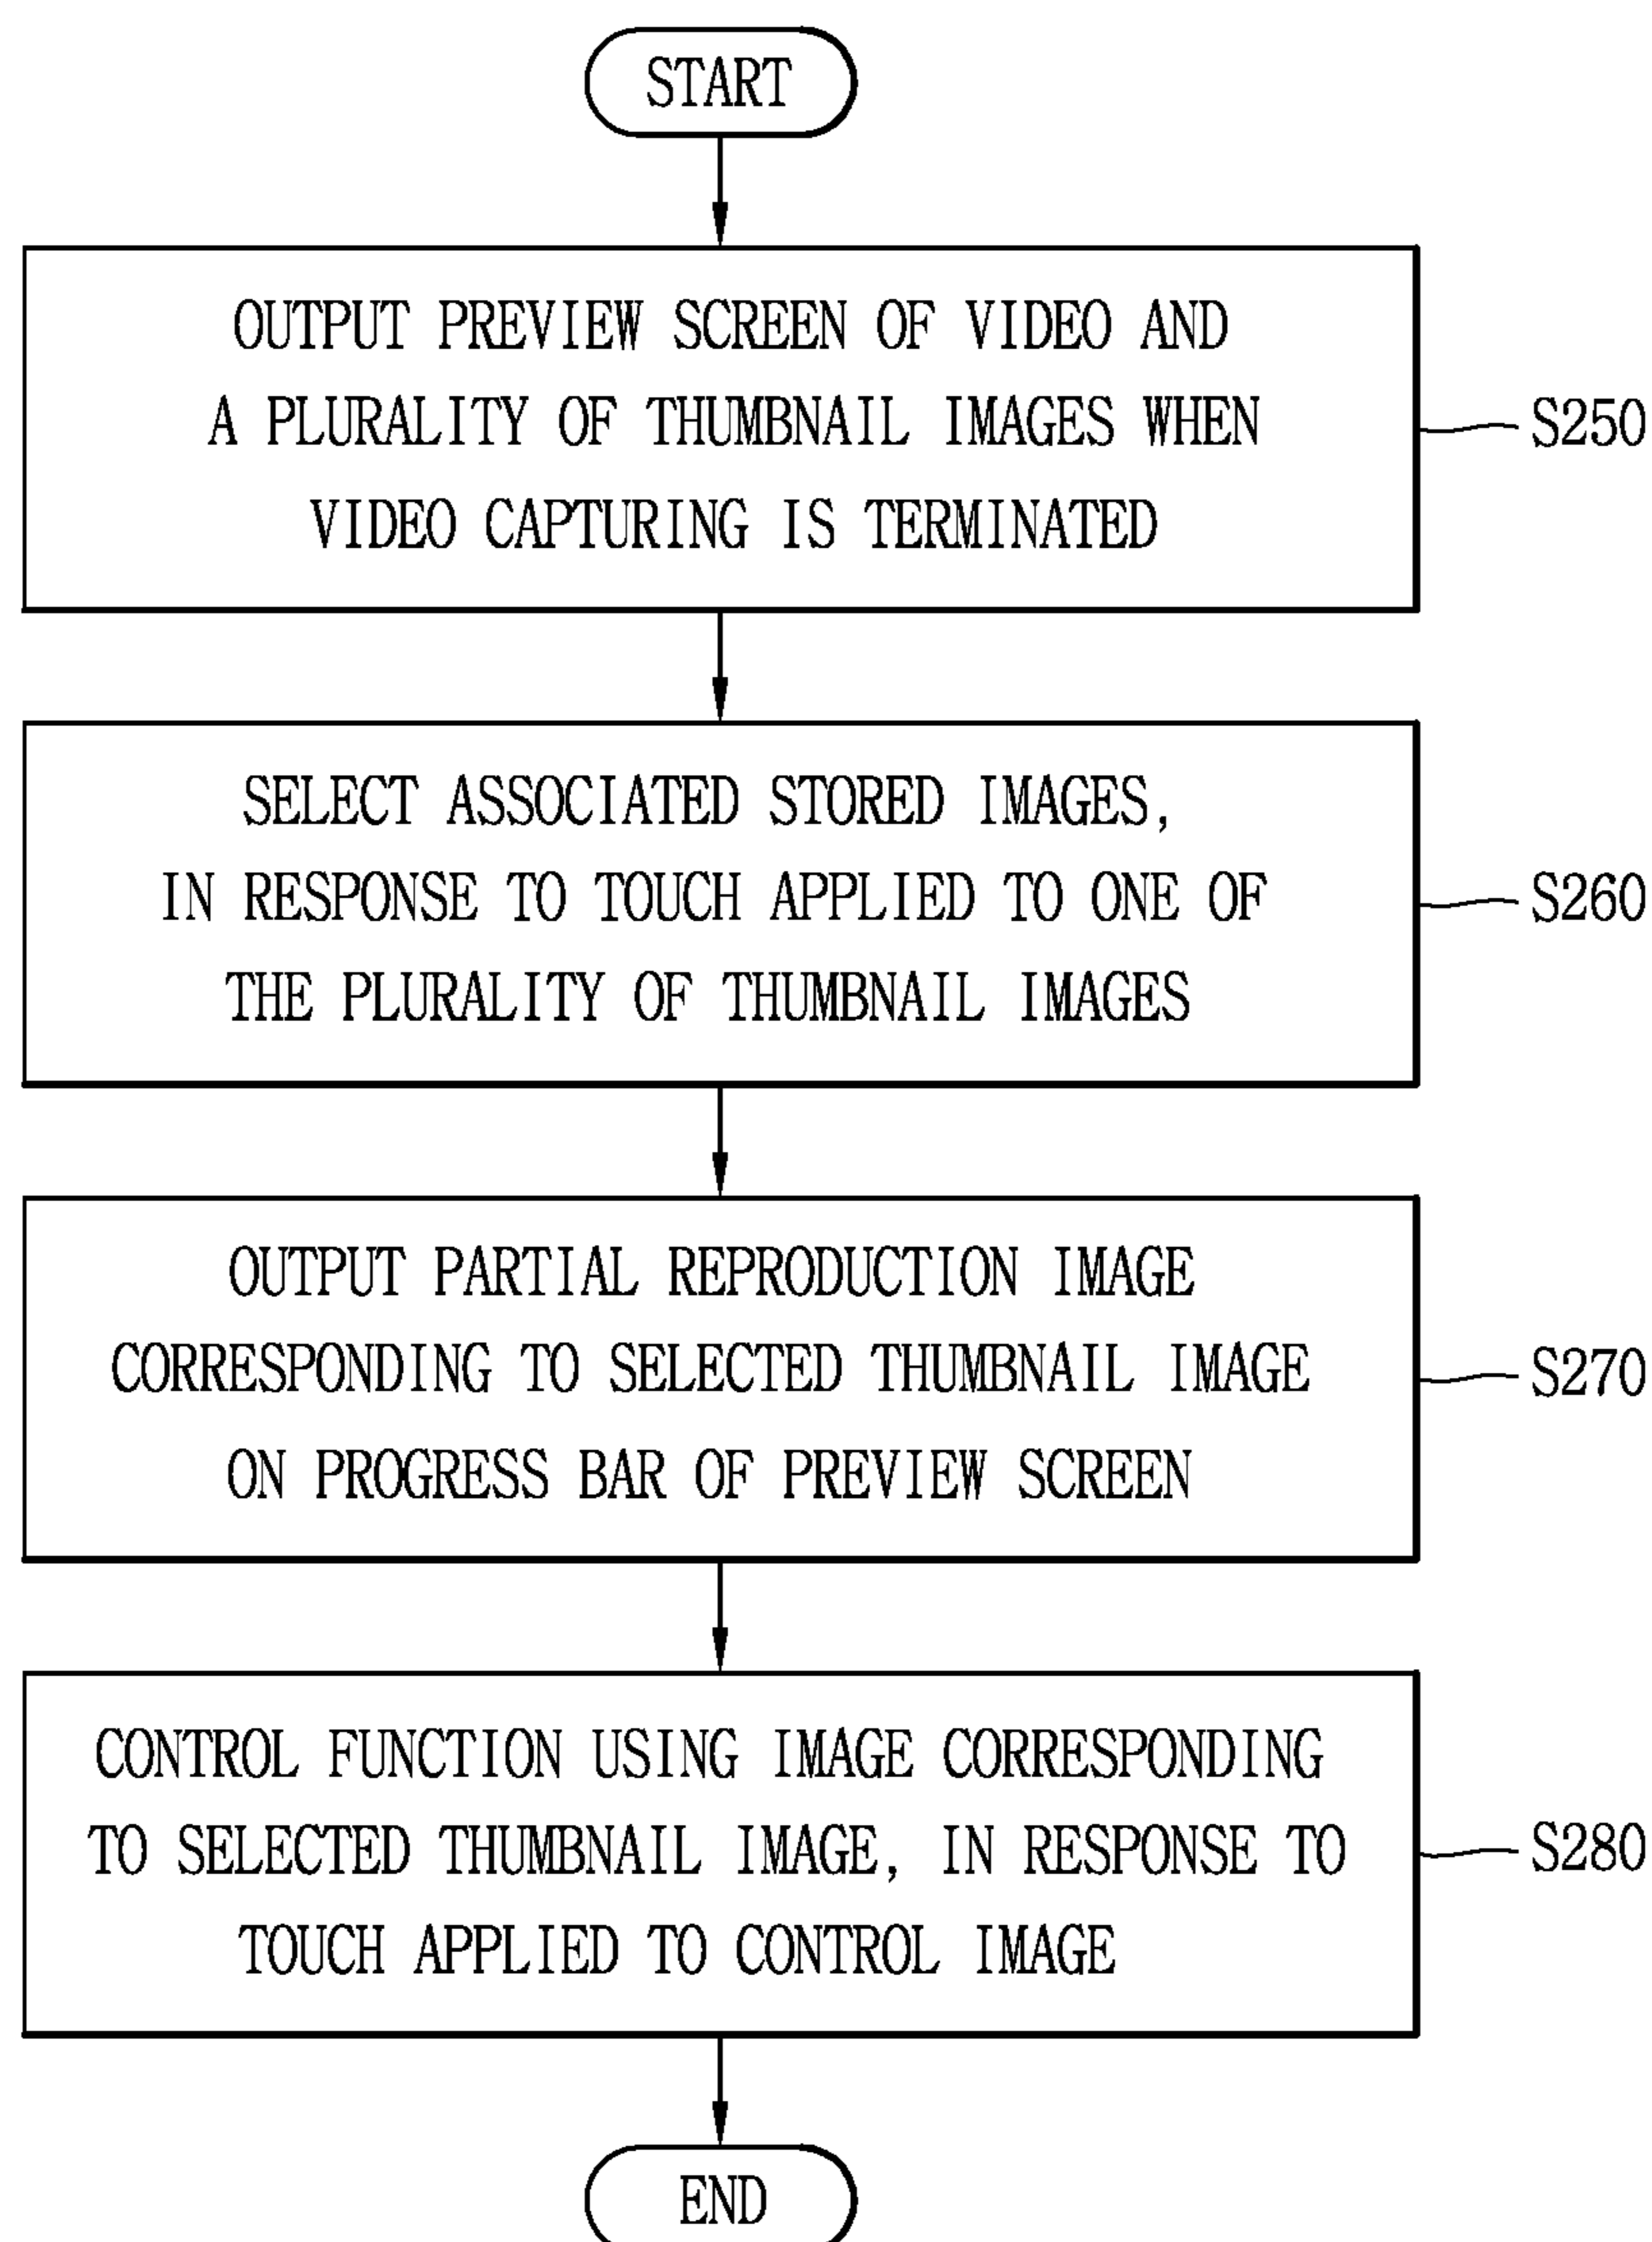 START
OUTPUT PREVIEW SCREEN OF VIDEO AND
A PLURALITY OF THUMBNAIL IMAGES WHEN
VIDEO CAPTURING IS TERMINATED
S250
SELECT ASSOCIATED STORED IMAGES,
IN RESPONSE TO TOUCH APPLIED TO ONE OF
THE PLURALITY OF THUMBNAIL IMAGES
S260
OUTPUT PARTIAL REPRODUCTION IMAGE
CORRESPONDING TO SELECTED THUMBNAIL IMAGE
ON PROGRESS BAR OF PREVIEW SCREEN
S270
CONTROL FUNCTION USING IMAGE CORRESPONDING
TO SELECTED THUMBNAIL IMAGE, IN RESPONSE TO
TOUCH APPLIED TO CONTROL IMAGE
S280
END